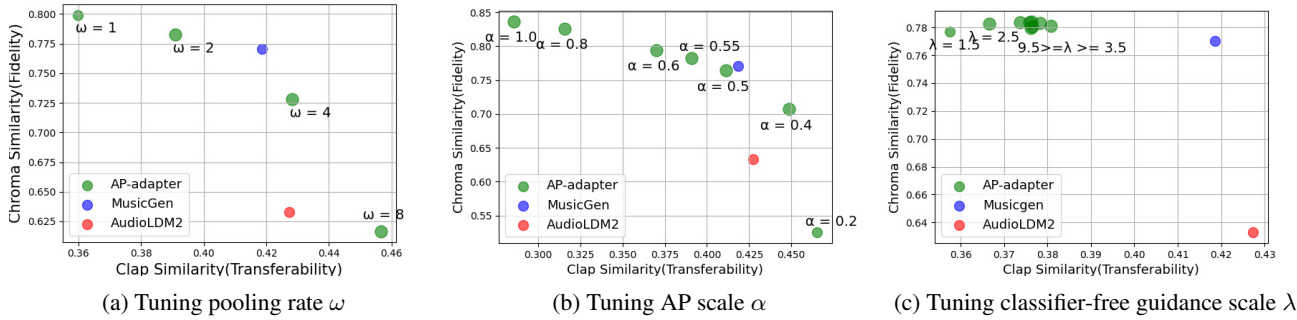 Chroma Similarity(Fidelity)
0.800
0.775
0.750
0.725
0.700
0.675
0.650
0.625
ω = 1
ω = 2
ω = 4
ω = 8
AP-adapter
MusicGen
AudioLDM2
0.36 0.38 0.40 0.42 0.44 0.46
Clap Similarity(Transferability)
(a) Tuning pooling rate ω
Chroma Similarity(Fidelity)
0.85
0.80
0.75
0.70
0.65
0.60
0.55
α = 1.0
α = 0.8
α = 0.55
α = 0.6
α = 0.5
α = 0.4
α = 0.2
AP-adapter
MusicGen
AudioLDM2
0.300 0.325 0.350 0.375 0.400 0.425 0.450
Clap Similarity(Transferability)
(b) Tuning AP scale α
Chroma Similarity(Fidelity)
0.78
0.76
0.74
0.72
0.70
0.68
0.66
0.64
λ = 1.5
λ = 2.5
9.5>=λ >= 3.5
AP-adapter
Musicgen
AudioLDM2
0.36 0.37 0.38 0.39 0.40 0.41 0.42 0.43
Clap Similarity(Transferability)
(c) Tuning classifier-free guidance scale λ